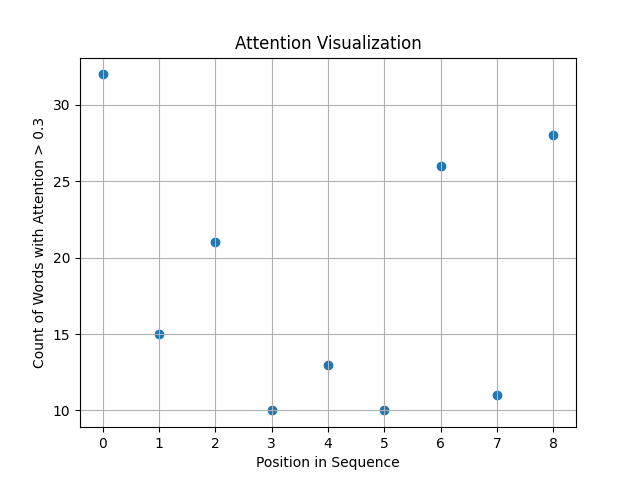 Attention Visualization
Count of Words with Attention > 0.3
30
25
20
15
10
0 1 2 3 4 5 6 7 8
Position in Sequence